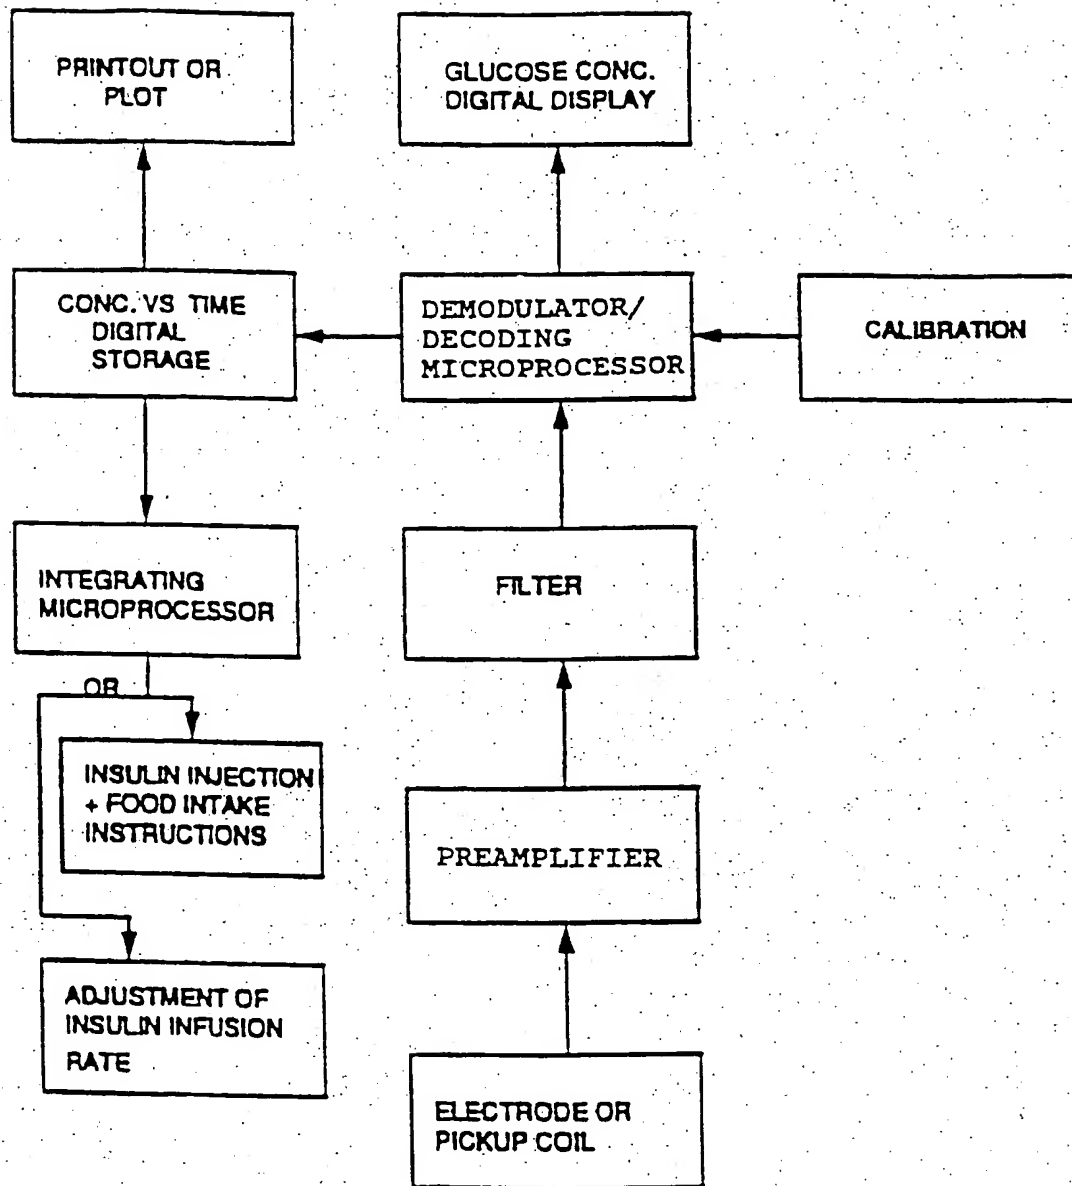 PRINTOUT OR
PLOT
GLUCOSE CONC.
DIGITAL DISPLAY
CONC. VS TIME
DIGITAL
STORAGE
DEMODULATOR/
DECODING
MICROPROCESSOR
CALIBRATION
INTEGRATING
MICROPROCESSOR
FILTER
OR
INSULIN INJECTION
+ FOOD INTAKE
INSTRUCTIONS
PREAMPLIFIER
ADJUSTMENT OF
INSULIN INFUSION
RATE
ELECTRODE OR
PICKUP COIL